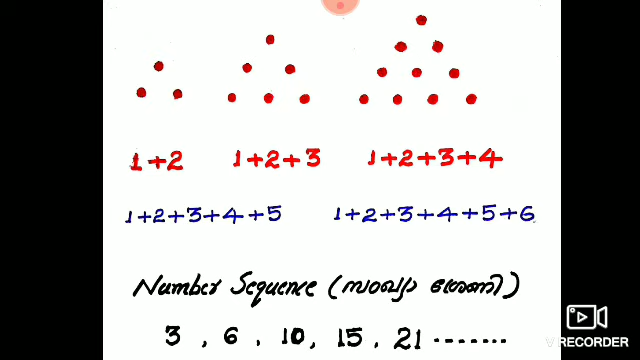 1+2 1+2+3 1+2+3+4
1+2+3+4+5 1+2+3+4+5+6
Number Sequence (സംഖ്യാ ശ്രേണി)
3 , 6 , 10 , 15 , 21 ........
V RECORDER